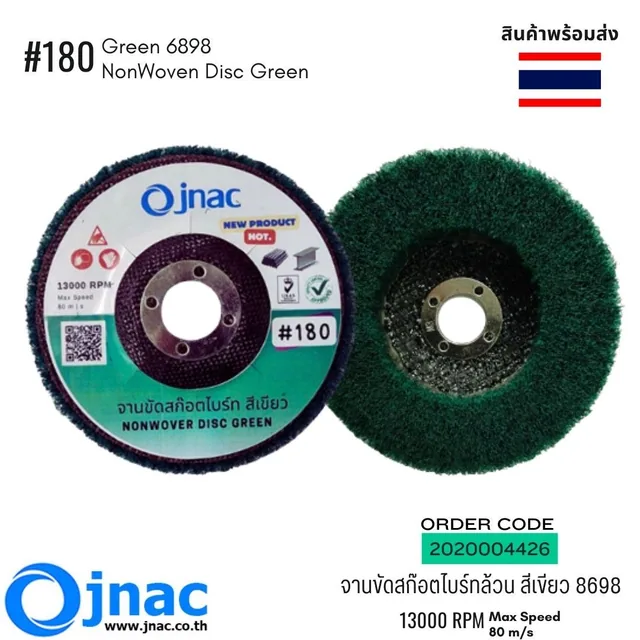 #180
Green 6898
NonWoven Disc Green
สินค้าพร้อมส่ง
jnac
NEW PRODUCT
HOT.
13000 RPM
Max Speed
80 m/s
#180
จานขัดสก๊อตไบร์ท สีเขียว
NONWOVER DISC GREEN
ORDER CODE
2020004426
จานขัดสก๊อตไบร์ทล้วน สีเขียว 8698
13000 RPM
Max Speed
80 m/s
jnac
www.jnac.co.th